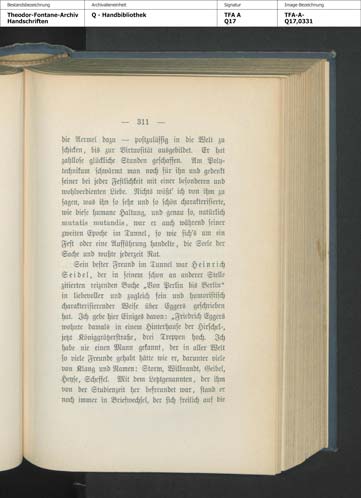 Bestandsbezeichnung
Theodor-Fontane-Archiv
Handschriften
Archivalieneinheit
Q - Handbibliothek
Signatur
TFA A
Q17
Image Bezeichnung
TFA-A-
Q17,0331
— 311 —
die Aermel dazu — postzulässig in die Welt zu
schicken, bis zur Virtuosität ausgebildet. Er hat
zahllose glückliche Stunden geschaffen. Am Poly-
technikum schwärmt man noch für ihn und gedenkt
seiner bei jeder Festlichkeit mit einer besonderen und
wohlverdienten Liebe. Nichts wüßt' ich von ihm zu
sagen, was ihn so sehr und so schön charakterisirte,
wie diese humane Haltung, und genau so, natürlich
mutatis mutandis, war er auch während seiner
zweiten Epoche im Tunnel, so wie sich's um ein
Fest oder eine Aufführung handelte, die Seele der
Sache und wußte jederzeit Rat.
Sein bester Freund im Tunnel war Heinrich
Seidel, der in seinem schon an anderer Stelle
zitierten reizenden Buche "Von Perlin bis Berlin"
in liebevoller und zugleich fein und humoristisch
charakterisierender Weise über Eggers geschrieben
hat. Ich gebe hier Einiges davon: „Friedrich Eggers
wohnte damals in einem Hinterhause der Hirschel-,
jetzt Königgrätzerstraße, drei Treppen hoch. Ich
habe nie einen Mann gekannt, der in aller Welt
so viele Freunde gehabt hätte wie er, darunter viele
von Klang und Namen: Storm, Wilbrandt, Geibel,
Heyse, Scheffel. Mit dem Letztgenannten, der ihm
von der Studienzeit her befreundet war, stand er
noch immer in Briefwechsel, der sich freilich auf die